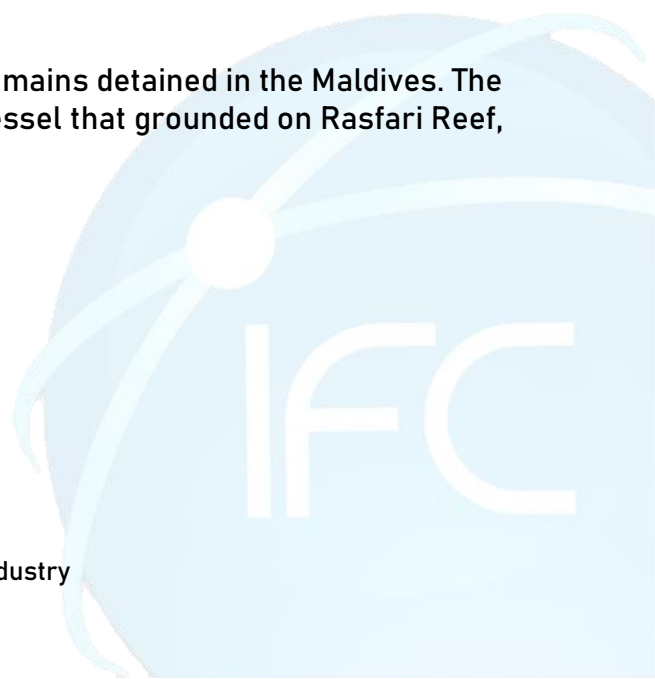 mains detained in the Maldives. The
essel that grounded on Rasfari Reef,
IFC
dustry